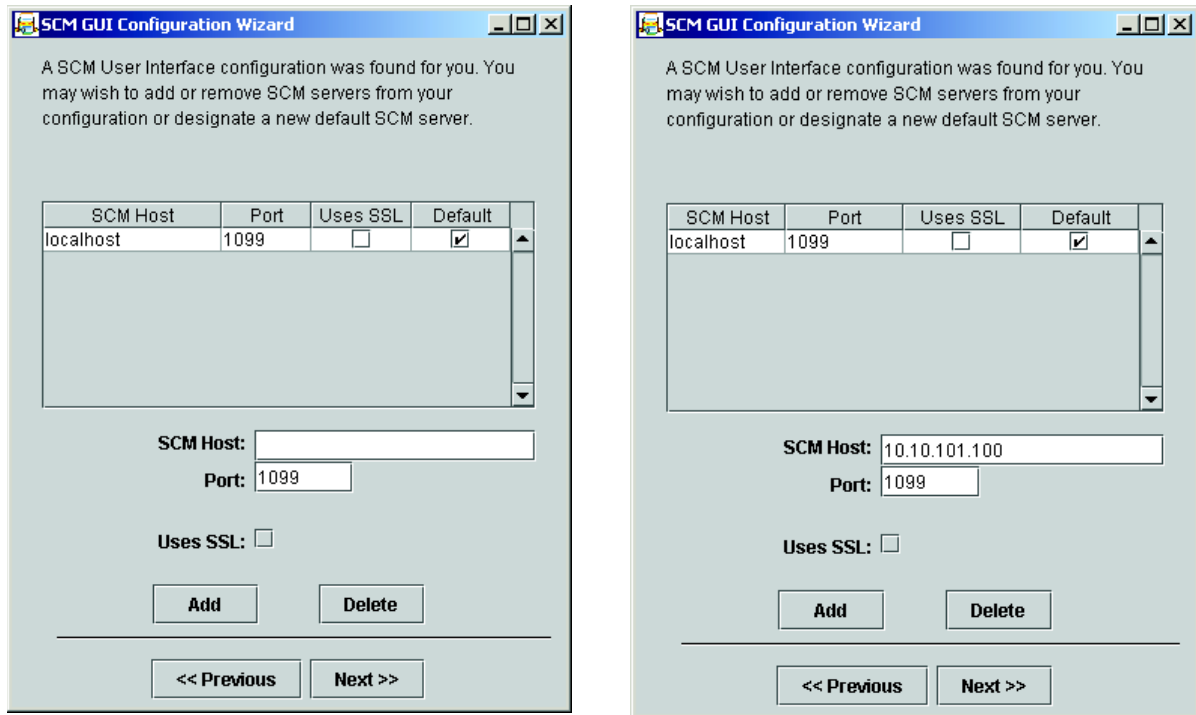 SCM GUI Configuration Wizard
A SCM User Interface configuration was found for you. You
may wish to add or remove SCM servers from your
configuration or designate a new default SCM server.
SCM Host Port Uses SSL Default
localhost 1099
SCM Host:
Port: 1099
Uses SSL:
Add Delete
<< Previous Next >>
SCM GUI Configuration Wizard
A SCM User Interface configuration was found for you. You
may wish to add or remove SCM servers from your
configuration or designate a new default SCM server.
SCM Host Port Uses SSL Default
localhost 1099
SCM Host: 10.10.101.100
Port: 1099
Uses SSL:
Add Delete
<< Previous Next >>